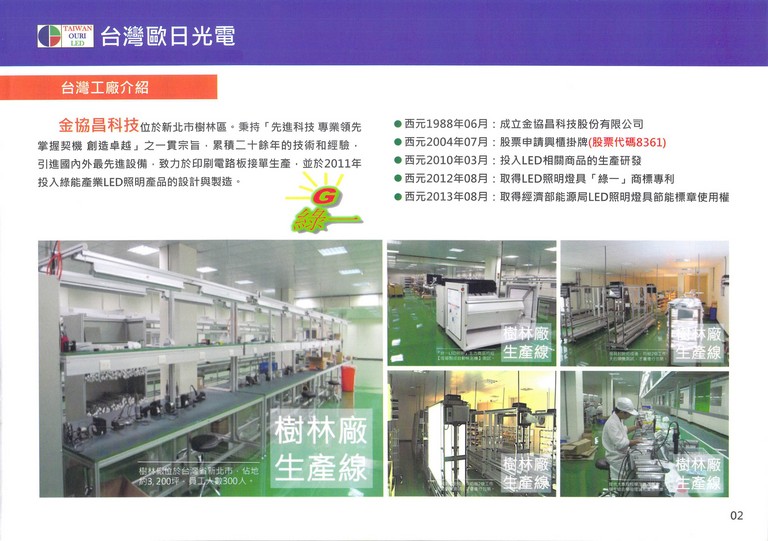 TAIWAN
OURI
LED
台灣歐日光電
台灣工廠介紹
金協昌科技位於新北市樹林區。秉持「先進科技 專業領先
掌握契機 創造卓越」之一貫宗旨，累積二十餘年的技術和經驗，
引進國內外最先進設備，致力於印刷電路板接單生產，並於2011年
投入綠能產業LED照明產品的設計與製造。
G
綠一
●西元1988年06月：成立金協昌科技股份有限公司
●西元2004年07月：股票申請興櫃掛牌(股票代碼8361)
●西元2010年03月：投入LED相關商品的生產研發
●西元2012年08月：取得LED照明燈具「綠一」商標專利
●西元2013年08月：取得經濟部能源局LED照明燈具節能標章使用權
樹林廠
生產線
樹林廠位於台灣省新北市，佔地
約3,200坪。員工人數300人。
樹林廠
生產線
樹林廠
生產線
樹林廠
生產線
樹林廠
生產線
02